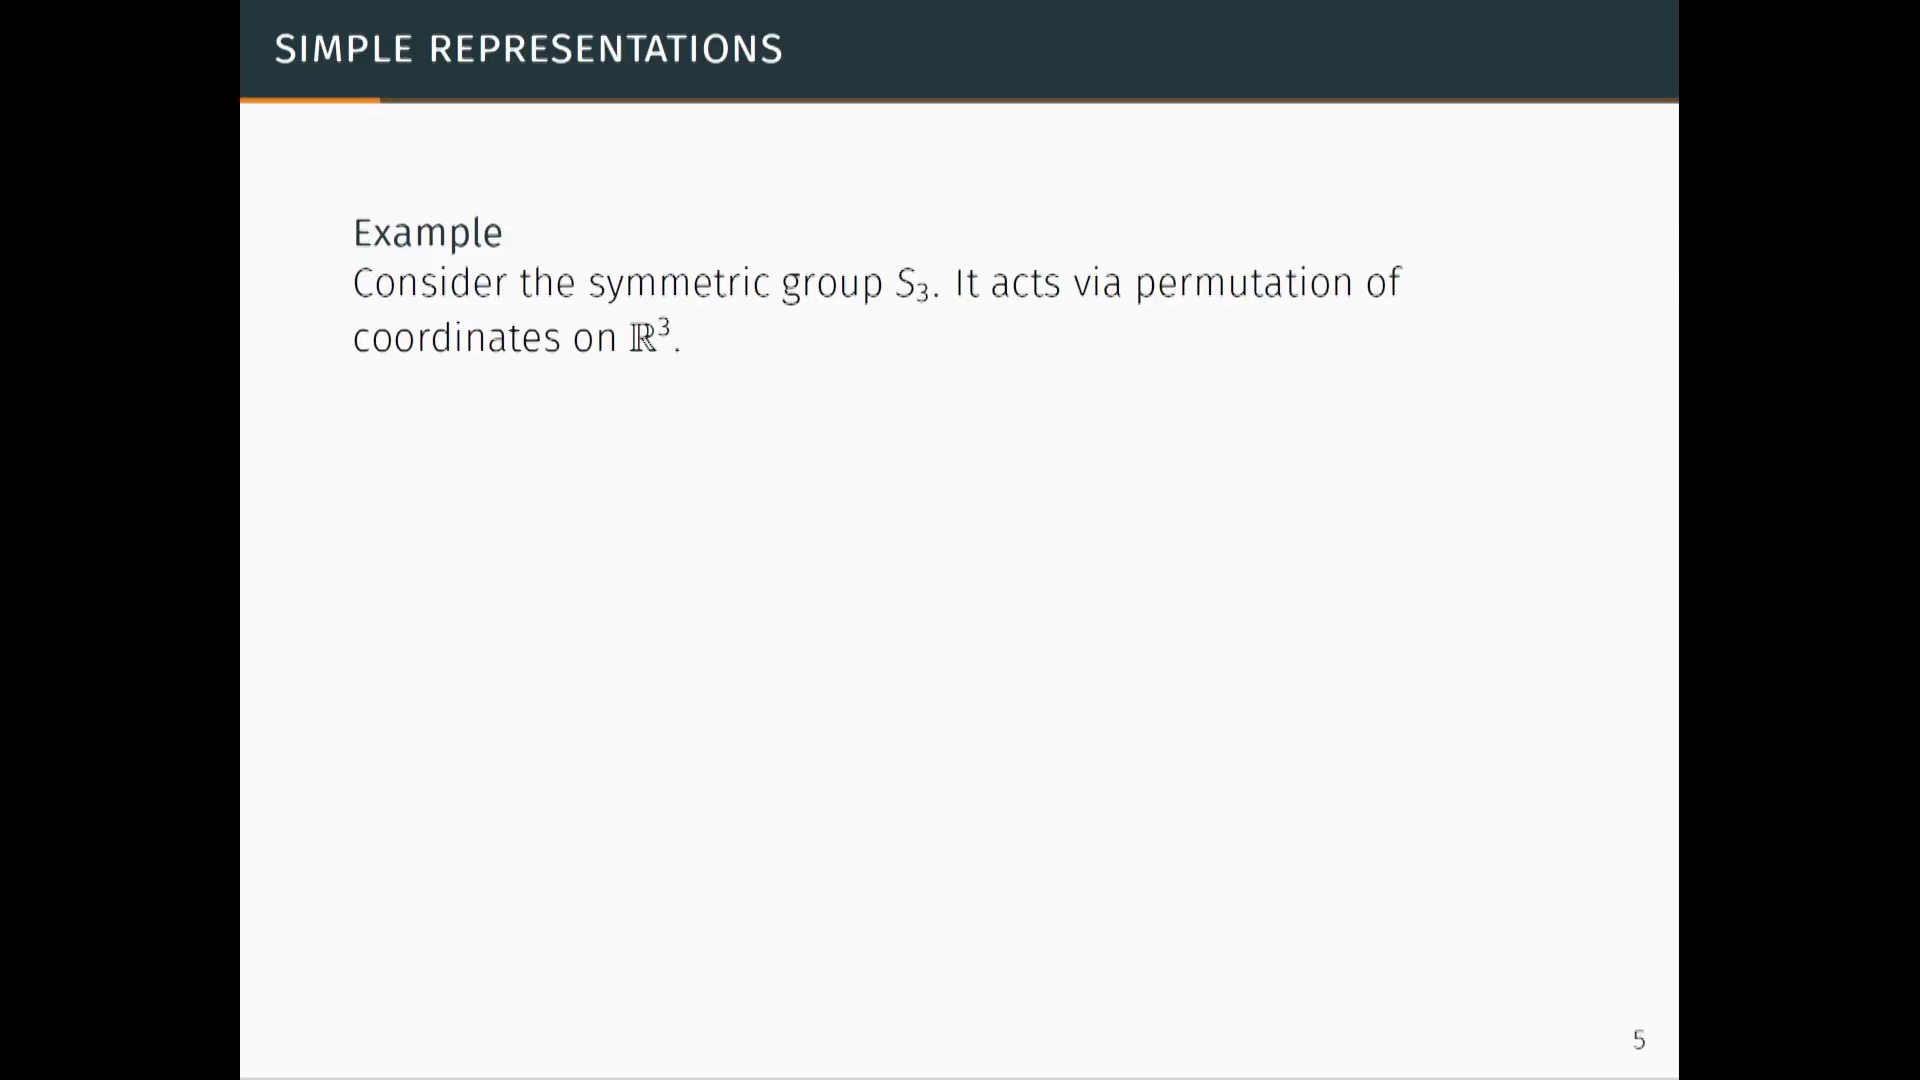 SIMPLE REPRESENTATIONS
Example
Consider the symmetric group S₃. It acts via permutation of
coordinates on ℝ³.
5